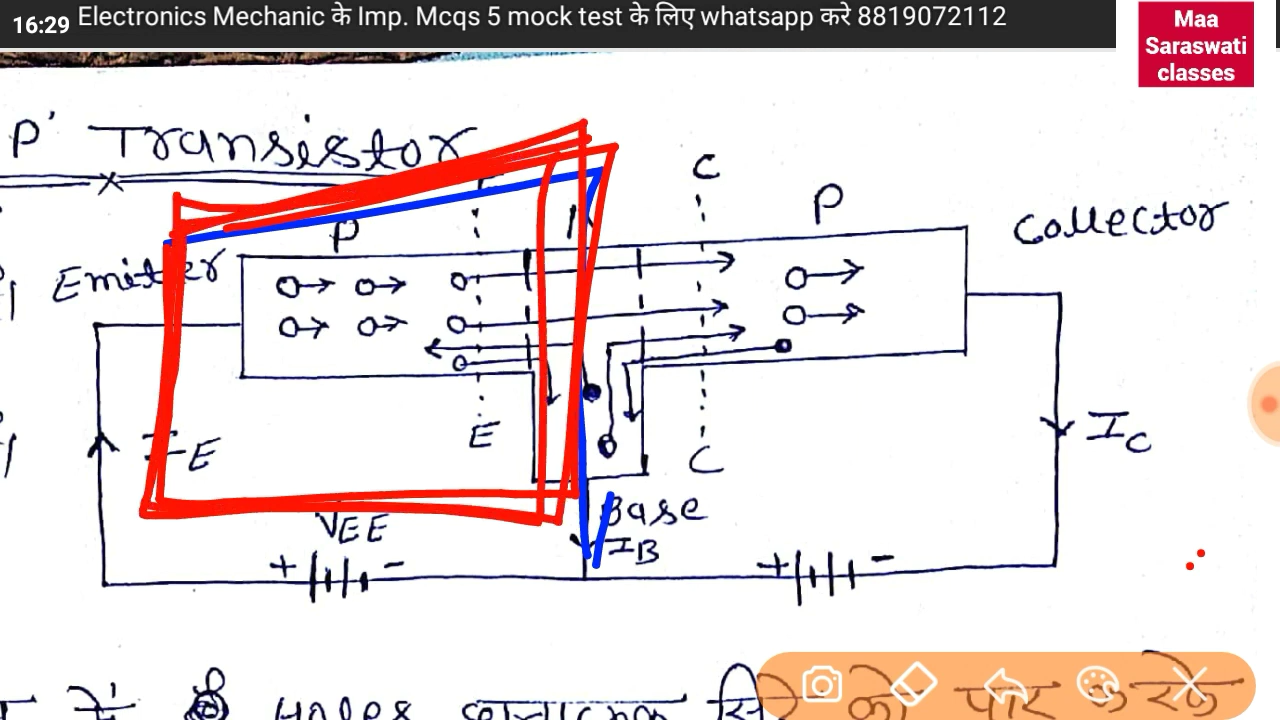 16:29 Electronics Mechanic के Imp. Mcqs 5 mock test के लिए whatsapp करे 8819072112
Maa
Saraswati
classes
P' Transistor
C
P
P
Collector
Emitter
E
C
IE
IC
VEE
Base
IB
+ -
+ -
में holes
को पार